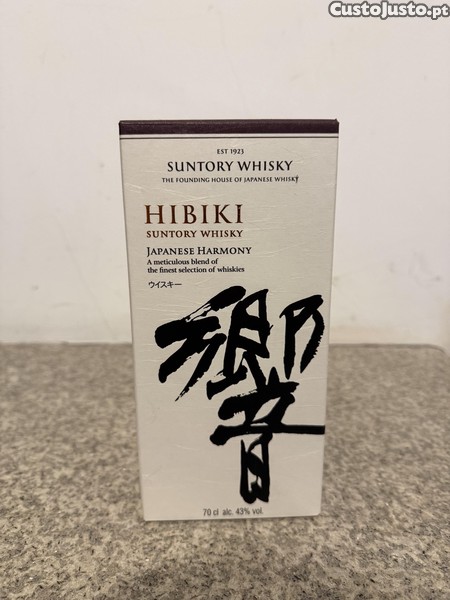 CustoJusto.pt
EST 1923
SUNTORY WHISKY
THE FOUNDING HOUSE OF JAPANESE WHISKY
HIBIKI
SUNTORY WHISKY
JAPANESE HARMONY
A meticulous blend of
the finest selection of whiskies
ウイスキー
響
70 cl alc. 43% vol.